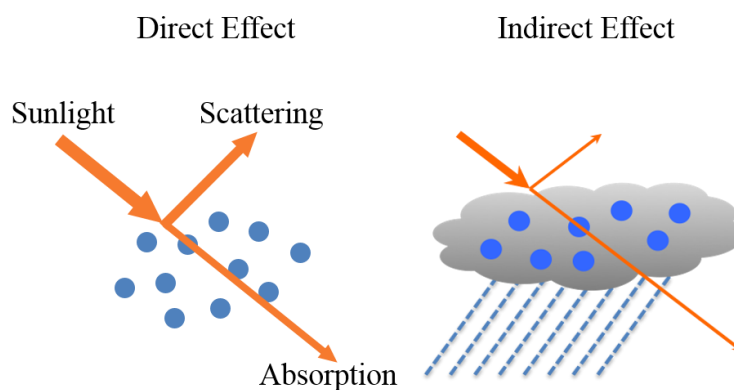 Direct Effect
Indirect Effect
Sunlight
Scattering
Absorption